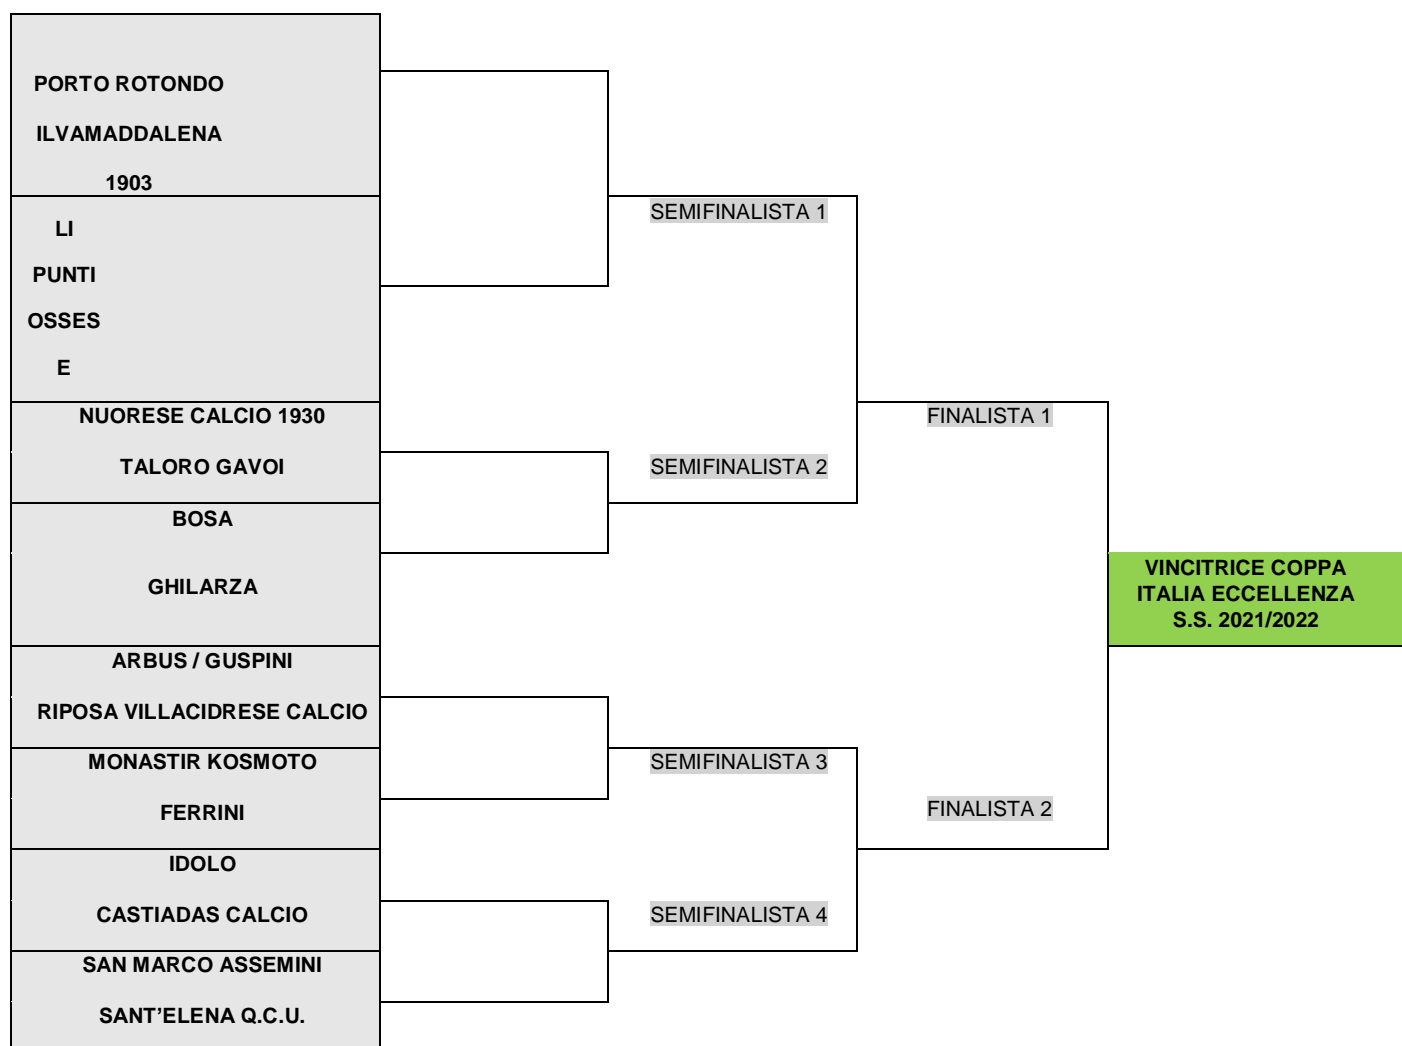 PORTO ROTONDO
ILVAMADDALENA
1903
LI
PUNTI
OSSES
E
SEMIFINALISTA 1
NUORESE CALCIO 1930
TALORO GAVOI
SEMIFINALISTA 2
FINALISTA 1
BOSA
GHILARZA
VINCITRICE COPPA
ITALIA ECCELLENZA
S.S. 2021/2022
ARBUS / GUSPINI
RIPOSA VILLACIDRESE CALCIO
MONASTIR KOSMOTO
FERRINI
SEMIFINALISTA 3
FINALISTA 2
IDOLO
CASTIADAS CALCIO
SEMIFINALISTA 4
SAN MARCO ASSEMINI
SANT’ELENA Q.C.U.